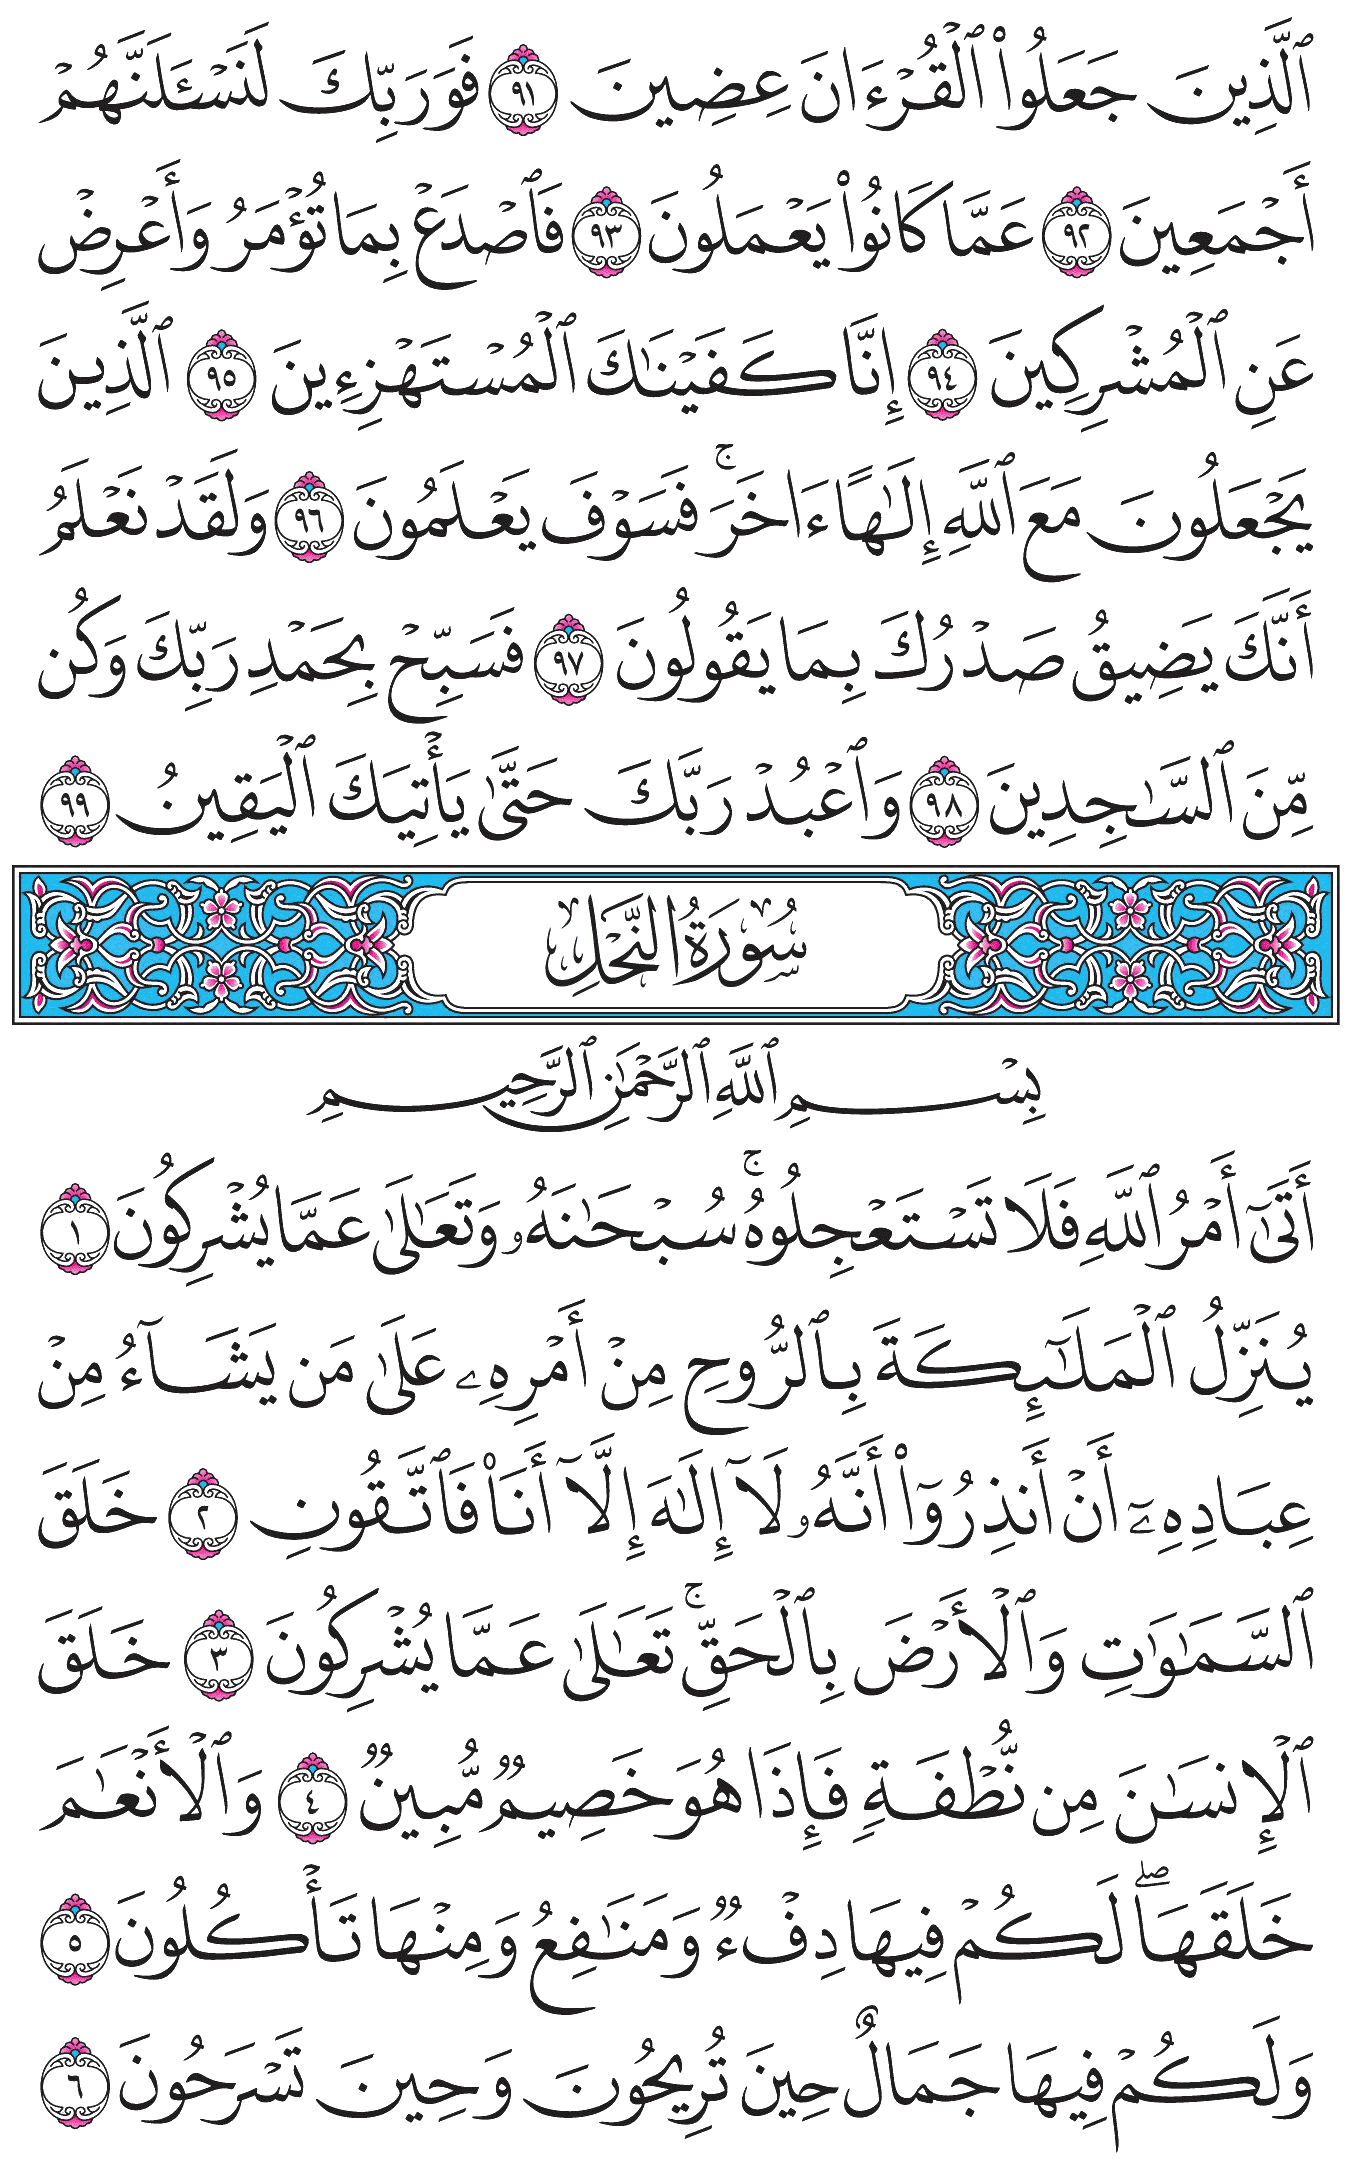 ٱلَّذِينَ جَعَلُوا۟ ٱلْقُرْءَانَ عِضِينَ ٩١ فَوَرَبِّكَ لَنَسْـَٔلَنَّهُمْ
أَجْمَعِينَ ٩٢ عَمَّا كَانُوا۟ يَعْمَلُونَ ٩٣ فَٱصْدَعْ بِمَا تُؤْمَرُ وَأَعْرِضْ
عَنِ ٱلْمُشْرِكِينَ ٩٤ إِنَّا كَفَيْنَـٰكَ ٱلْمُسْتَهْزِءِينَ ٩٥ ٱلَّذِينَ
يَجْعَلُونَ مَعَ ٱللَّهِ إِلَـٰهًا ءَاخَرَ ۚ فَسَوْفَ يَعْلَمُونَ ٩٦ وَلَقَدْ نَعْلَمُ
أَنَّكَ يَضِيقُ صَدْرُكَ بِمَا يَقُولُونَ ٩٧ فَسَبِّحْ بِحَمْدِ رَبِّكَ وَكُن
مِّنَ ٱلسَّـٰجِدِينَ ٩٨ وَٱعْبُدْ رَبَّكَ حَتَّىٰ يَأْتِيَكَ ٱلْيَقِينُ ٩٩
سُورَةُ النَّحْلِ
بِسْمِ ٱللَّهِ ٱلرَّحْمَـٰنِ ٱلرَّحِيمِ
أَتَىٰٓ أَمْرُ ٱللَّهِ فَلَا تَسْتَعْجِلُوهُ ۚ سُبْحَـٰنَهُۥ وَتَعَـٰلَىٰ عَمَّا يُشْرِكُونَ ١
يُنَزِّلُ ٱلْمَلَـٰٓئِكَةَ بِٱلرُّوحِ مِنْ أَمْرِهِۦ عَلَىٰ مَن يَشَآءُ مِنْ
عِبَادِهِۦٓ أَنْ أَنذِرُوٓا۟ أَنَّهُۥ لَآ إِلَـٰهَ إِلَّآ أَنَا۠ فَٱتَّقُونِ ٢ خَلَقَ
ٱلسَّمَـٰوَٰتِ وَٱلْأَرْضَ بِٱلْحَقِّ ۚ تَعَـٰلَىٰ عَمَّا يُشْرِكُونَ ٣ خَلَقَ
ٱلْإِنسَـٰنَ مِن نُّطْفَةٍ فَإِذَا هُوَ خَصِيمٌ مُّبِينٌ ٤ وَٱلْأَنْعَـٰمَ
خَلَقَهَا ۗ لَكُمْ فِيهَا دِفْءٌ وَمَنَـٰفِعُ وَمِنْهَا تَأْكُلُونَ ٥
وَلَكُمْ فِيهَا جَمَالٌ حِينَ تُرِيحُونَ وَحِينَ تَسْرَحُونَ ٦